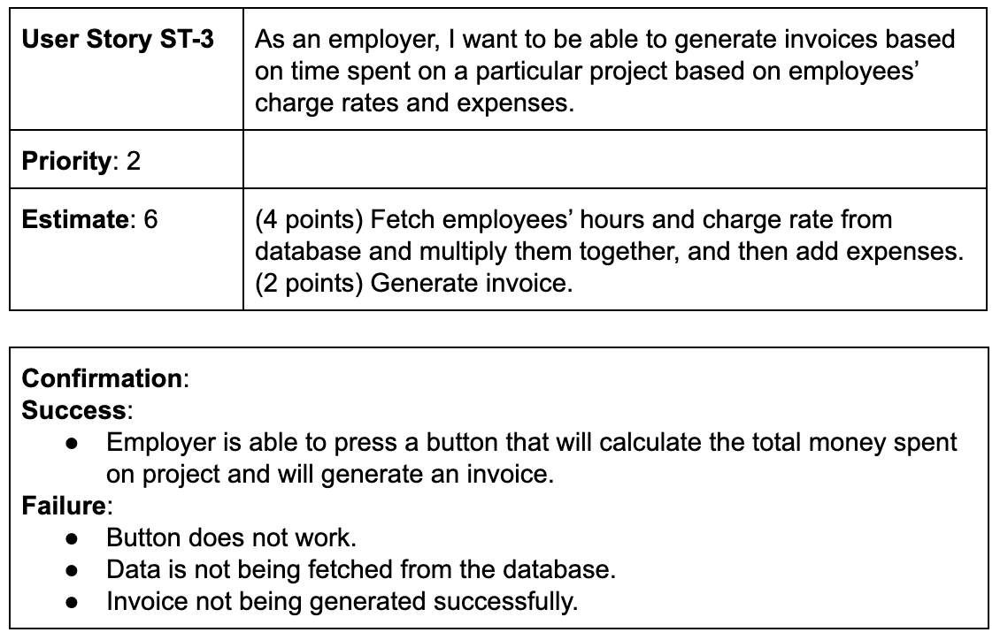 User Story ST-3
As an employer, I want to be able to generate invoices based
on time spent on a particular project based on employees’
charge rates and expenses.
Priority: 2
Estimate: 6
(4 points) Fetch employees’ hours and charge rate from
database and multiply them together, and then add expenses.
(2 points) Generate invoice.
Confirmation:
Success:
● Employer is able to press a button that will calculate the total money spent
on project and will generate an invoice.
Failure:
● Button does not work.
● Data is not being fetched from the database.
● Invoice not being generated successfully.